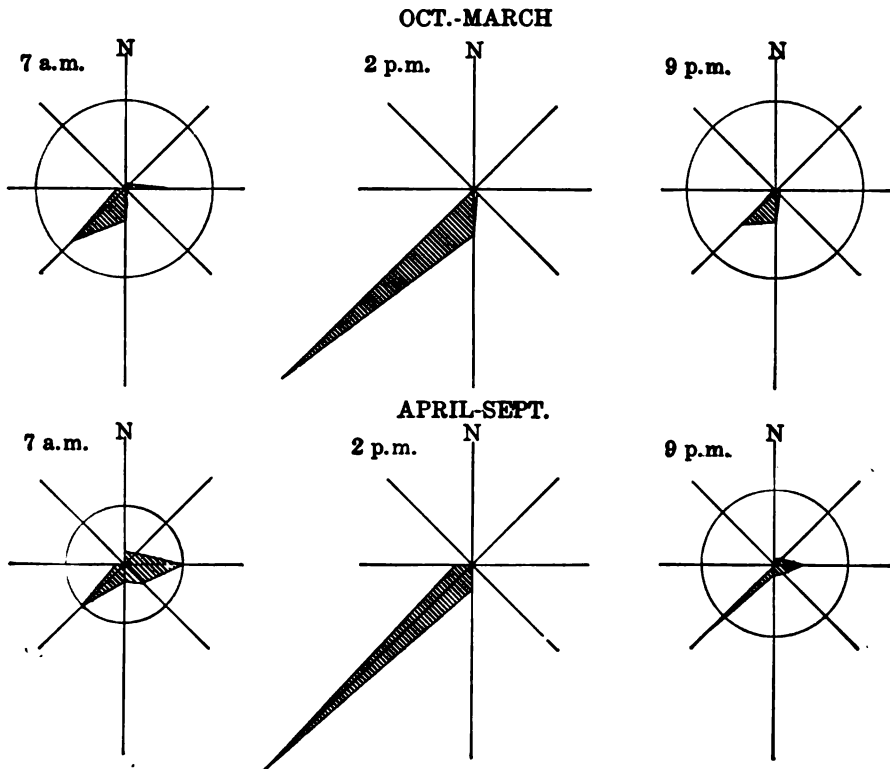 OCT.-MARCH
7 a.m. N
2 p.m. N
9 p.m. N
APRIL-SEPT.
7 a.m. N
2 p.m. N
9 p.m. N